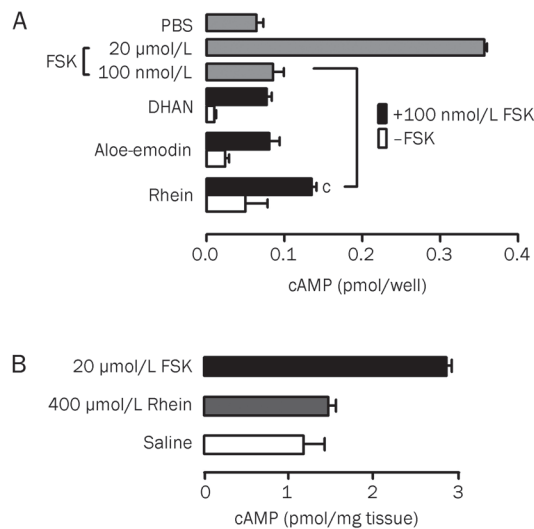 A
PBS
FSK
20 µmol/L
100 nmol/L
DHAN
Aloe-emodin
Rhein
c
+100 nmol/L FSK
–FSK
0.0 0.1 0.2 0.3 0.4
cAMP (pmol/well)
B
20 µmol/L FSK
400 µmol/L Rhein
Saline
0 1 2 3
cAMP (pmol/mg tissue)